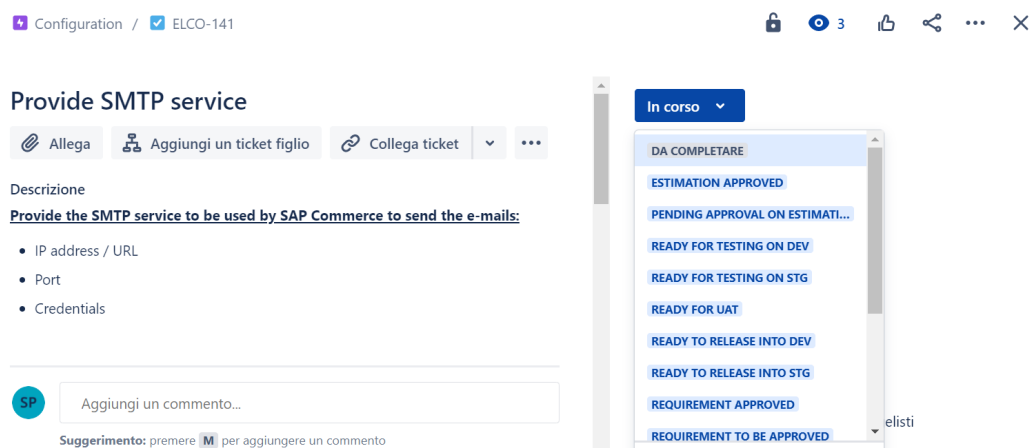 Configuration / ELCO-141
3
Provide SMTP service
Allega
Aggiungi un ticket figlio
Collega ticket
Descrizione
Provide the SMTP service to be used by SAP Commerce to send the e-mails:
• IP address / URL
• Port
• Credentials
SP
Aggiungi un commento...
Suggerimento: premere M per aggiungere un commento
In corso
DA COMPLETARE
ESTIMATION APPROVED
PENDING APPROVAL ON ESTIMATI...
READY FOR TESTING ON DEV
READY FOR TESTING ON STG
READY FOR UAT
READY TO RELEASE INTO DEV
READY TO RELEASE INTO STG
REQUIREMENT APPROVED
REQUIREMENT TO BE APPROVED
elisti